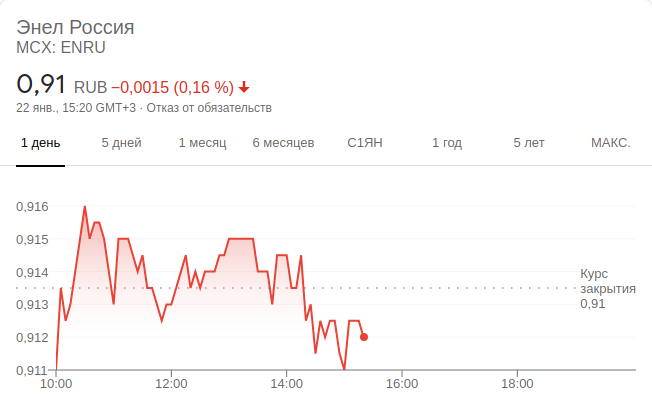 Энел Россия
MCX: ENRU
0,91 RUB −0,0015 (0,16 %)
22 янв., 15:20 GMT+3 · Отказ от обязательств
1 день 5 дней 1 месяц 6 месяцев С1ЯН 1 год 5 лет МАКС.
0,916
0,915
0,914
0,913
0,912
0,911
Курс
закрытия
0,91
10:00 12:00 14:00 16:00 18:00